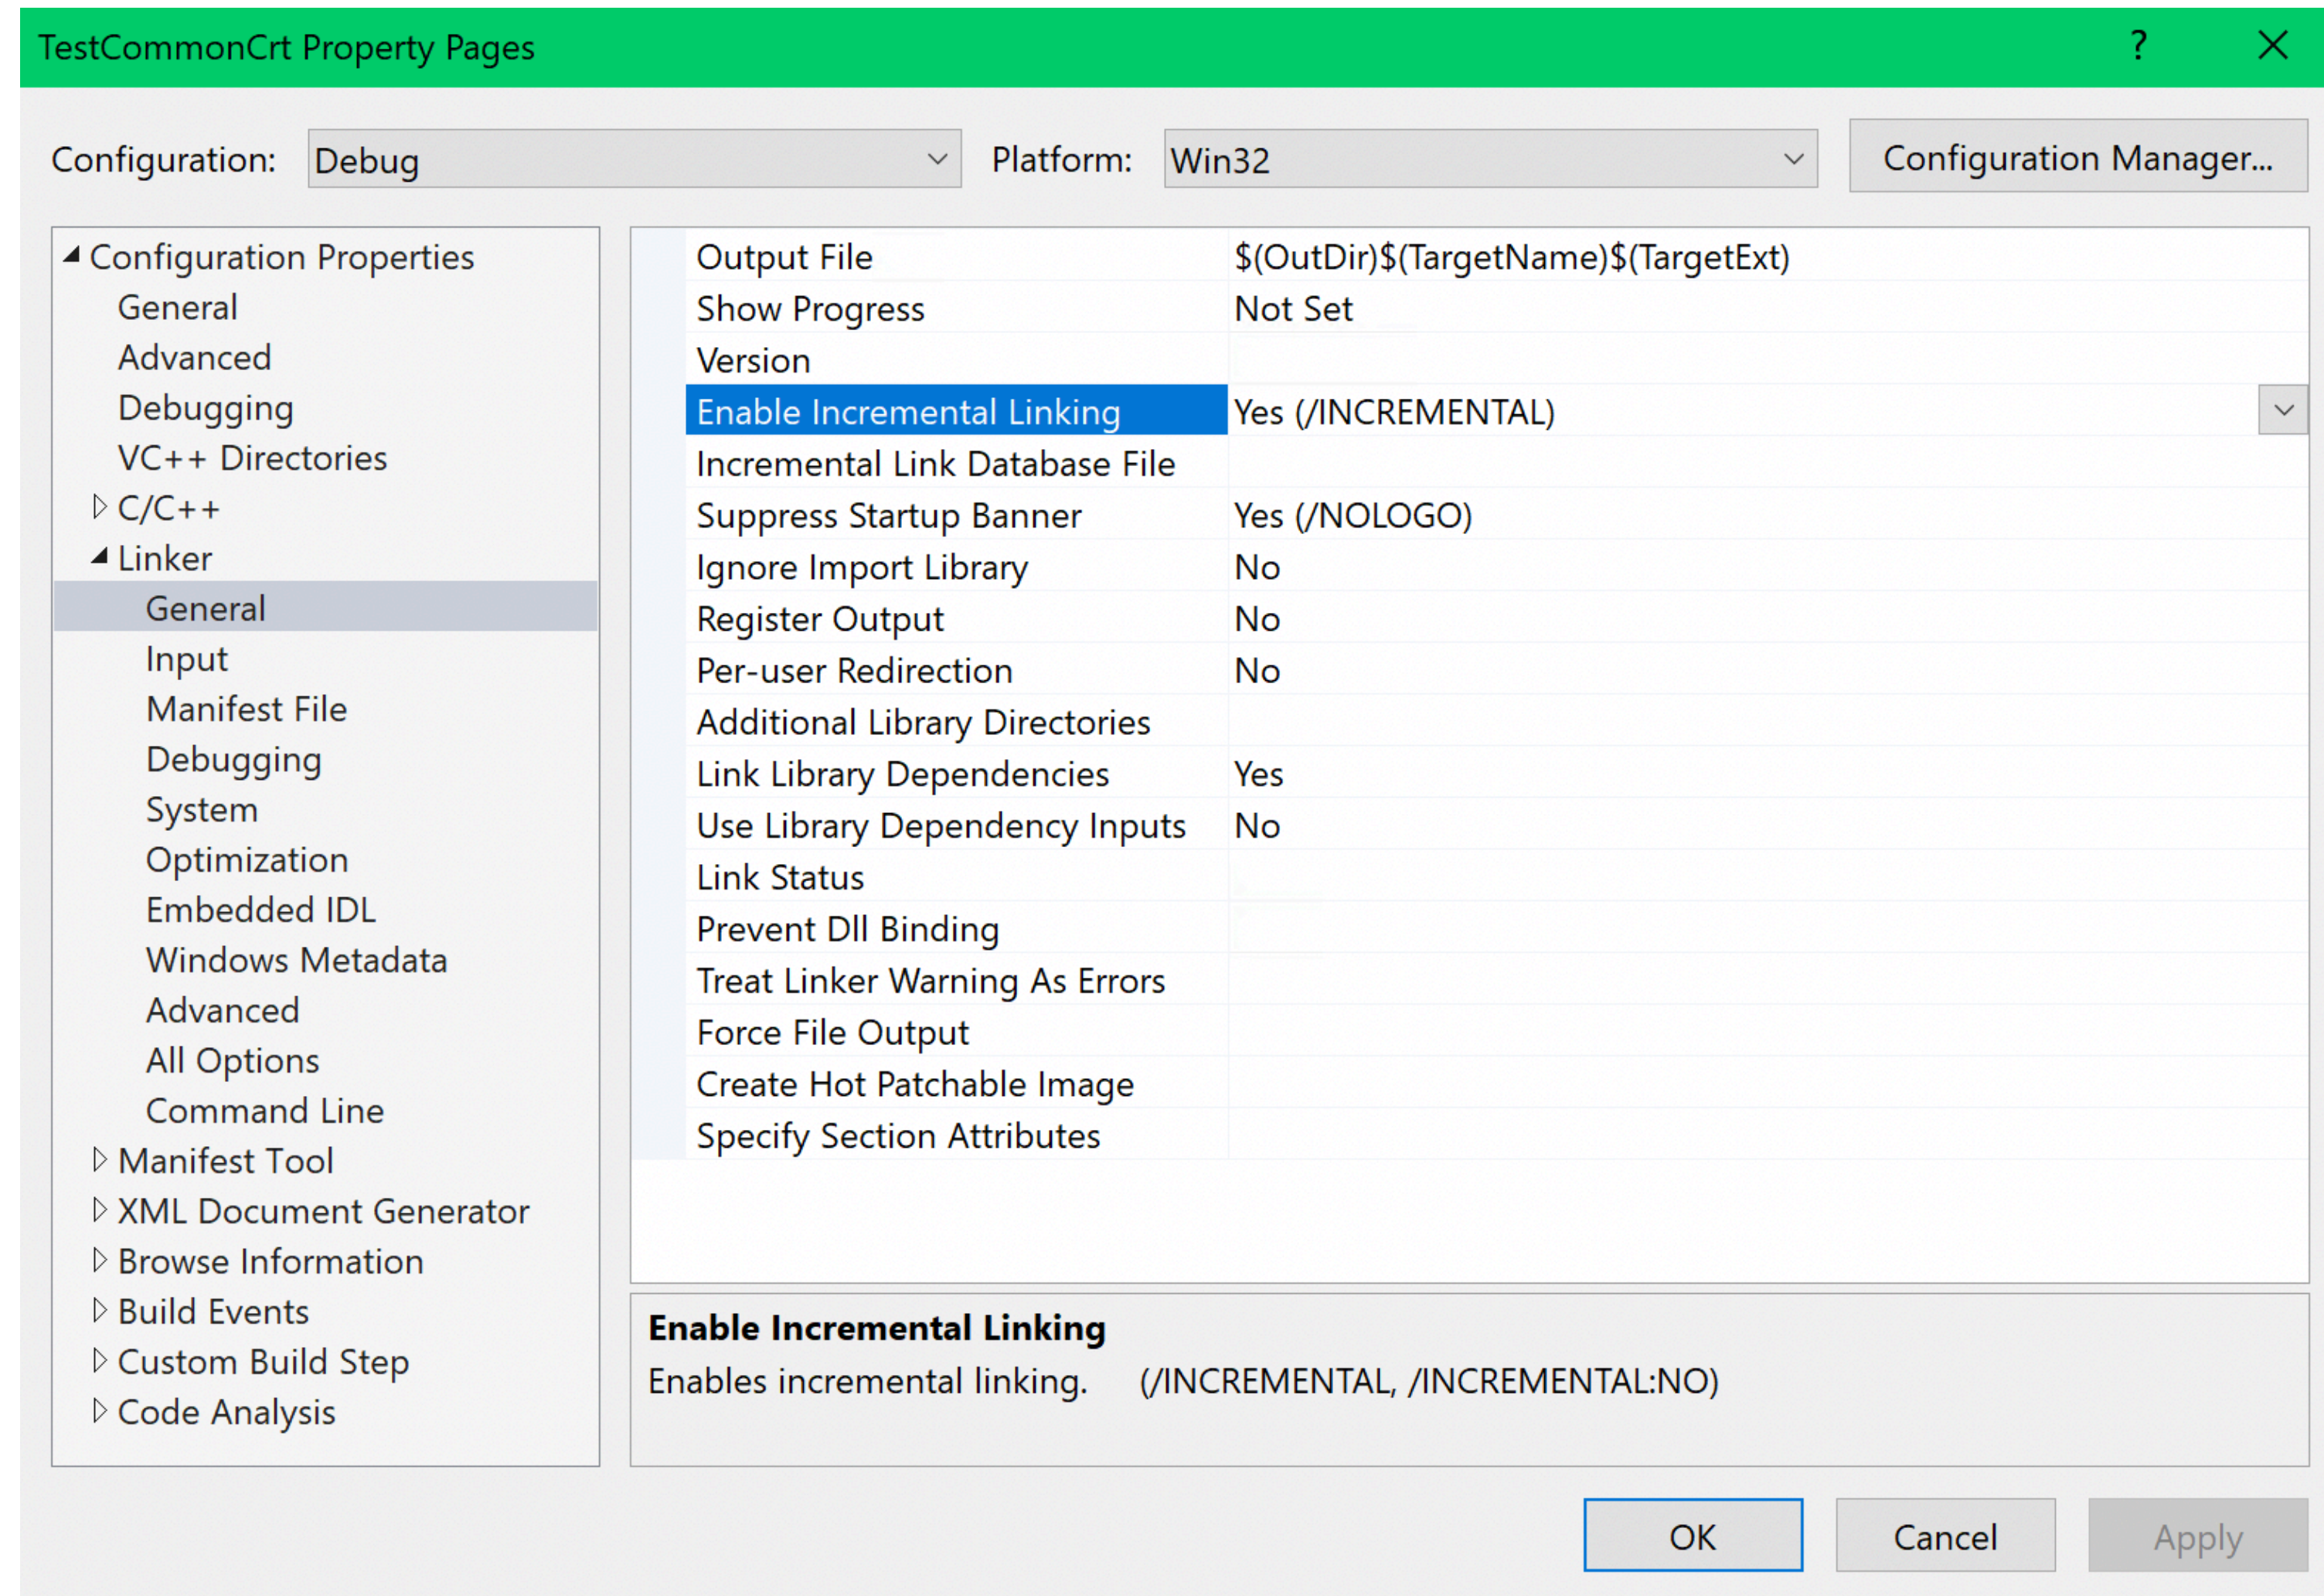 TestCommonCrt Property Pages ?
Configuration: Debug Platform: Win32 Configuration Manager...
Configuration Properties
General
Advanced
Debugging
VC++ Directories
C/C++
Linker
General
Input
Manifest File
Debugging
System
Optimization
Embedded IDL
Windows Metadata
Advanced
All Options
Command Line
Manifest Tool
XML Document Generator
Browse Information
Build Events
Custom Build Step
Code Analysis
Output File $(OutDir)$(TargetName)$(TargetExt)
Show Progress Not Set
Version
Enable Incremental Linking Yes (/INCREMENTAL)
Incremental Link Database File
Suppress Startup Banner Yes (/NOLOGO)
Ignore Import Library No
Register Output No
Per-user Redirection No
Additional Library Directories
Link Library Dependencies Yes
Use Library Dependency Inputs No
Link Status
Prevent Dll Binding
Treat Linker Warning As Errors
Force File Output
Create Hot Patchable Image
Specify Section Attributes
Enable Incremental Linking
Enables incremental linking. (/INCREMENTAL, /INCREMENTAL:NO)
OK Cancel Apply